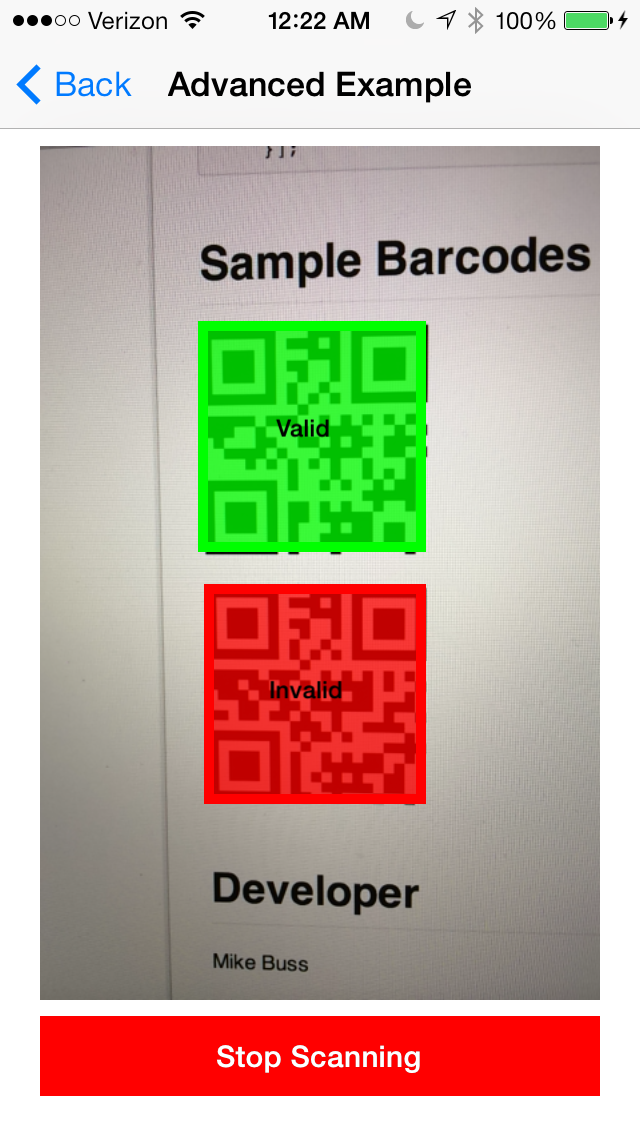 Verizon 12:22 AM 100%
Back Advanced Example
}];
Sample Barcodes
Valid
Invalid
Developer
Mike Buss
Stop Scanning